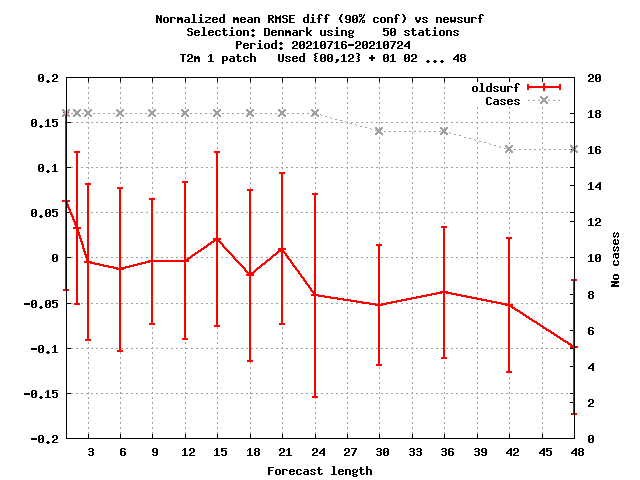 Normalized mean RMSE diff (90% conf) vs newsurf
Selection: Denmark using    50 stations
Period: 20210716-20210724
T2m 1 patch   Used {00,12} + 01 02 ... 48
oldsurf
Cases
0.2
0.15
0.1
0.05
0
-0.05
-0.1
-0.15
-0.2
20
18
16
14
12
10
8
6
4
2
0
No cases
3 6 9 12 15 18 21 24 27 30 33 36 39 42 45 48
Forecast length